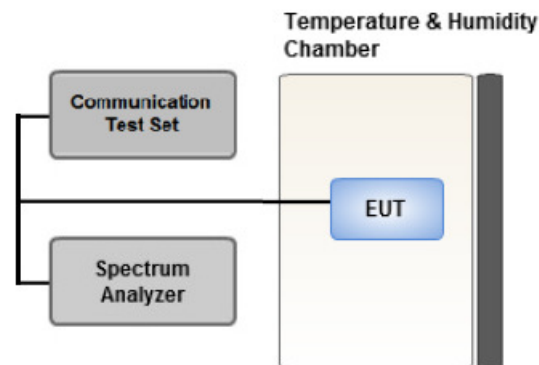 Temperature & Humidity
Chamber
Communication
Test Set
EUT
Spectrum
Analyzer